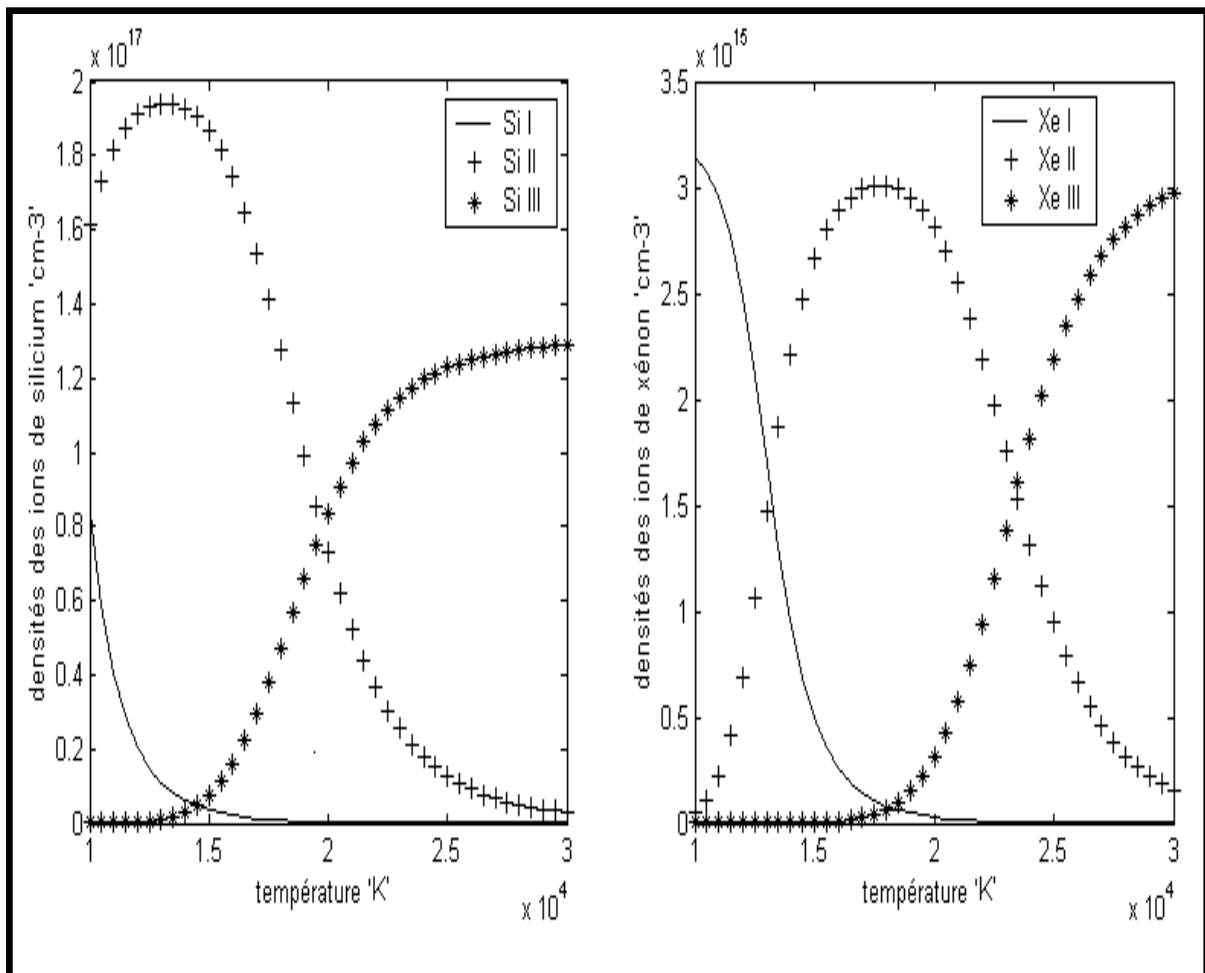 x 10^17
2
1.8
1.6
1.4
1.2
1
0.8
0.6
0.4
0.2
0
densités des ions de silicium 'cm-3'
Si I
Si II
Si III
1
1.5
2
2.5
3
température 'K'
x 10^4
x 10^15
3.5
3
2.5
2
1.5
1
0.5
0
densités des ions de xénon 'cm-3'
Xe I
Xe II
Xe III
1
1.5
2
2.5
3
température 'K'
x 10^4